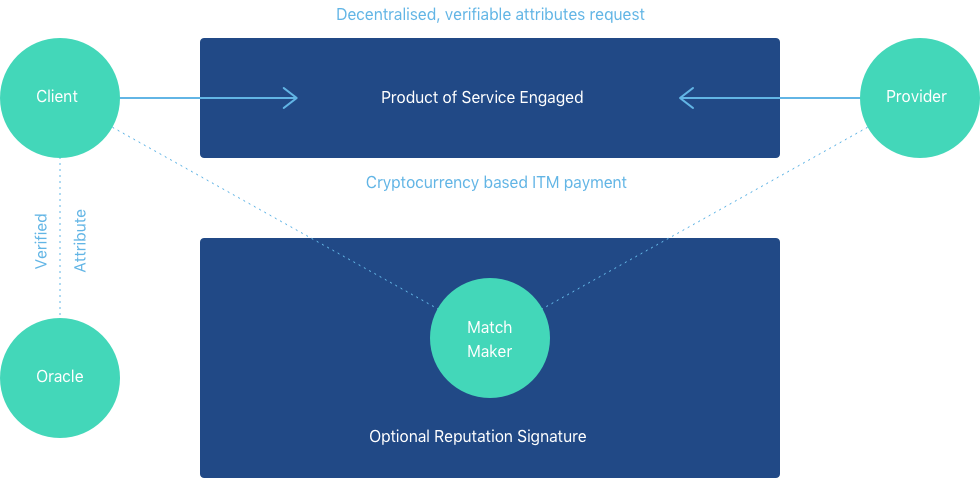 Decentralised, verifiable attributes request
Client
Product of Service Engaged
Provider
Cryptocurrency based ITM payment
Verified
Attribute
Match
Maker
Oracle
Optional Reputation Signature